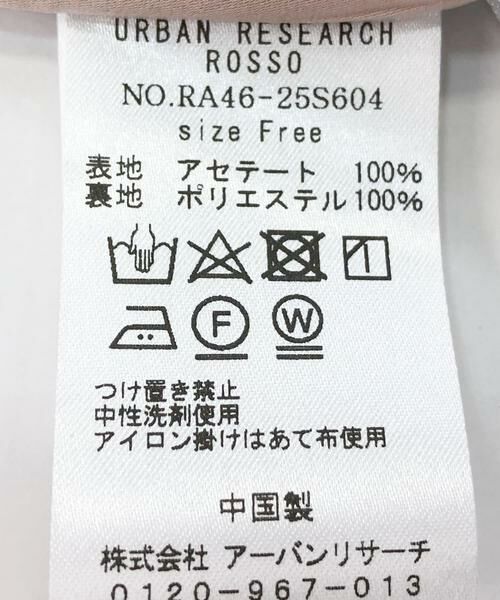 URBAN RESEARCH
ROSSO
NO.RA46-25S604
size Free
表地 アセテート 100%
裏地 ポリエステル 100%
F W
つけ置き禁止
中性洗剤使用
アイロン掛けはあて布使用
中国製
株式会社 アーバンリサーチ
0120-967-013